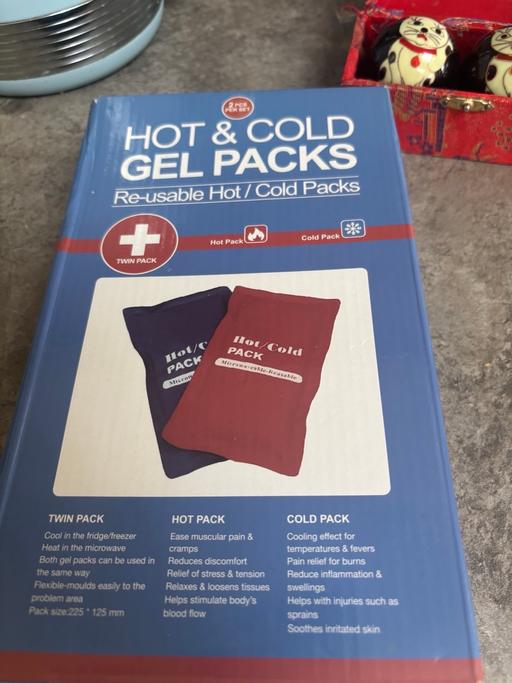 2 PCS
PER SET
HOT & COLD
GEL PACKS
Re-usable Hot / Cold Packs
TWIN PACK
Hot Pack
Cold Pack
Hot/C
PACK
Microw
Hot/Cold
PACK
Microwaveable-Reusable
TWIN PACK
Cool in the fridge/freezer
Heat in the microwave
Both gel packs can be used in
the same way
Flexible-moulds easily to the
problem area
Pack size:225 * 125 mm
HOT PACK
Ease muscular pain &
cramps
Reduces discomfort
Relief of stress & tension
Relaxes & loosens tissues
Helps stimulate body's
blood flow
COLD PACK
Cooling effect for
temperatures & fevers
Pain relief for burns
Reduce inflammation &
swellings
Helps with injuries such as
sprains
Soothes inritated skin